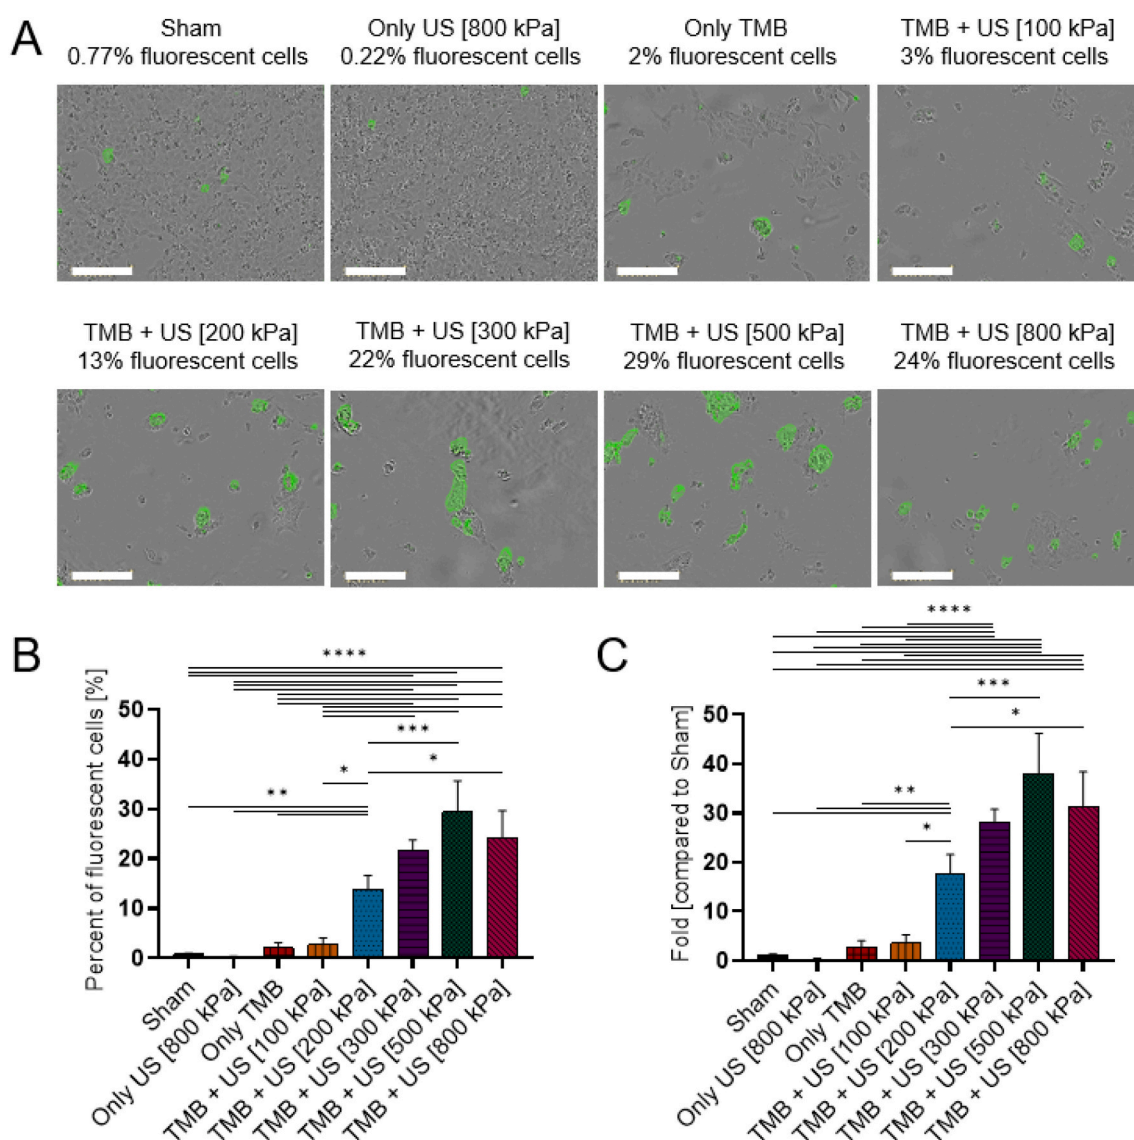 A
Sham
0.77% fluorescent cells
Only US [800 kPa]
0.22% fluorescent cells
Only TMB
2% fluorescent cells
TMB + US [100 kPa]
3% fluorescent cells
TMB + US [200 kPa]
13% fluorescent cells
TMB + US [300 kPa]
22% fluorescent cells
TMB + US [500 kPa]
29% fluorescent cells
TMB + US [800 kPa]
24% fluorescent cells
B
Percent of fluorescent cells [%]
50
40
30
20
10
0
****
***
*
*
**
Sham
Only US [800 kPa]
Only TMB
TMB + US [100 kPa]
TMB + US [200 kPa]
TMB + US [300 kPa]
TMB + US [500 kPa]
TMB + US [800 kPa]
C
Fold [compared to Sham]
50
40
30
20
10
0
****
***
*
**
*
Sham
Only US [800 kPa]
Only TMB
TMB + US [100 kPa]
TMB + US [200 kPa]
TMB + US [300 kPa]
TMB + US [500 kPa]
TMB + US [800 kPa]